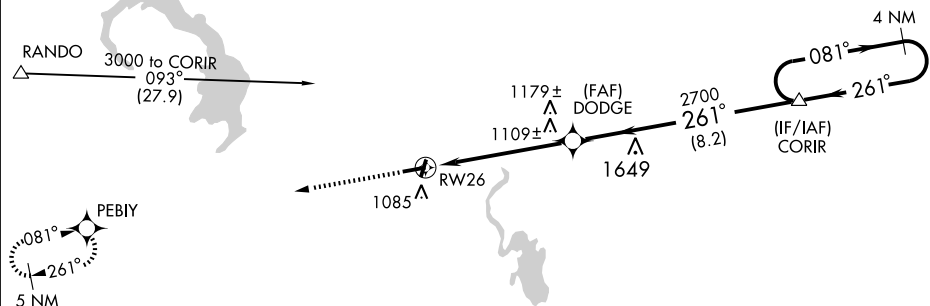 4 NM
RANDO
3000 to CORIR
093°
(27.9)
081°
261°
(IF/IAF)
CORIR
2700
261°
(8.2)
(FAF)
DODGE
1179±
1109±
1649
RW26
1085
PEBIY
081°
261°
5 NM